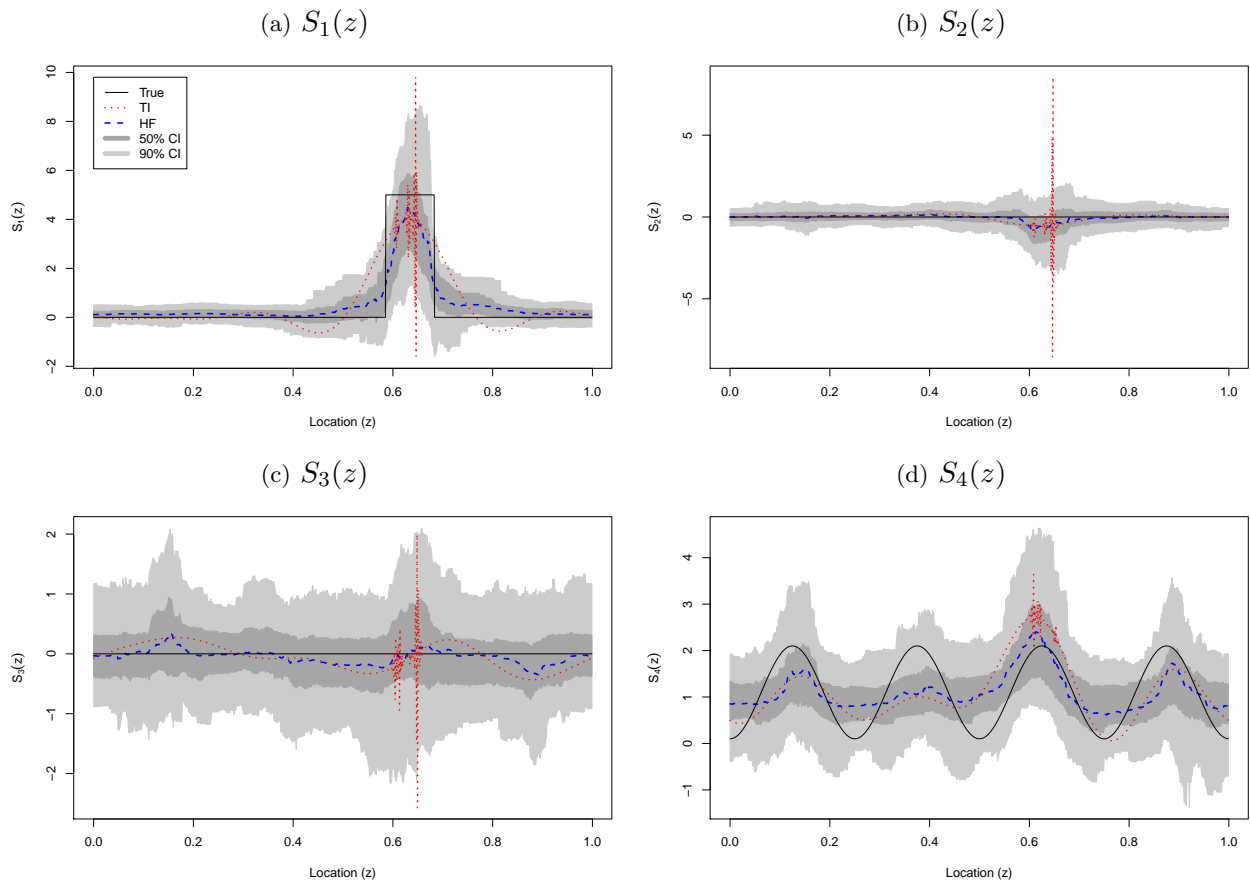 (a) S₁(z)
10
8
6
4
2
0
−2
S₁(z)
True
TI
HF
50% CI
90% CI
0.0 0.2 0.4 0.6 0.8 1.0
Location (z)
(b) S₂(z)
5
0
−5
S₂(z)
0.0 0.2 0.4 0.6 0.8 1.0
Location (z)
(c) S₃(z)
2
1
0
−1
−2
S₃(z)
0.0 0.2 0.4 0.6 0.8 1.0
Location (z)
(d) S₄(z)
4
3
2
1
0
−1
S₄(z)
0.0 0.2 0.4 0.6 0.8 1.0
Location (z)